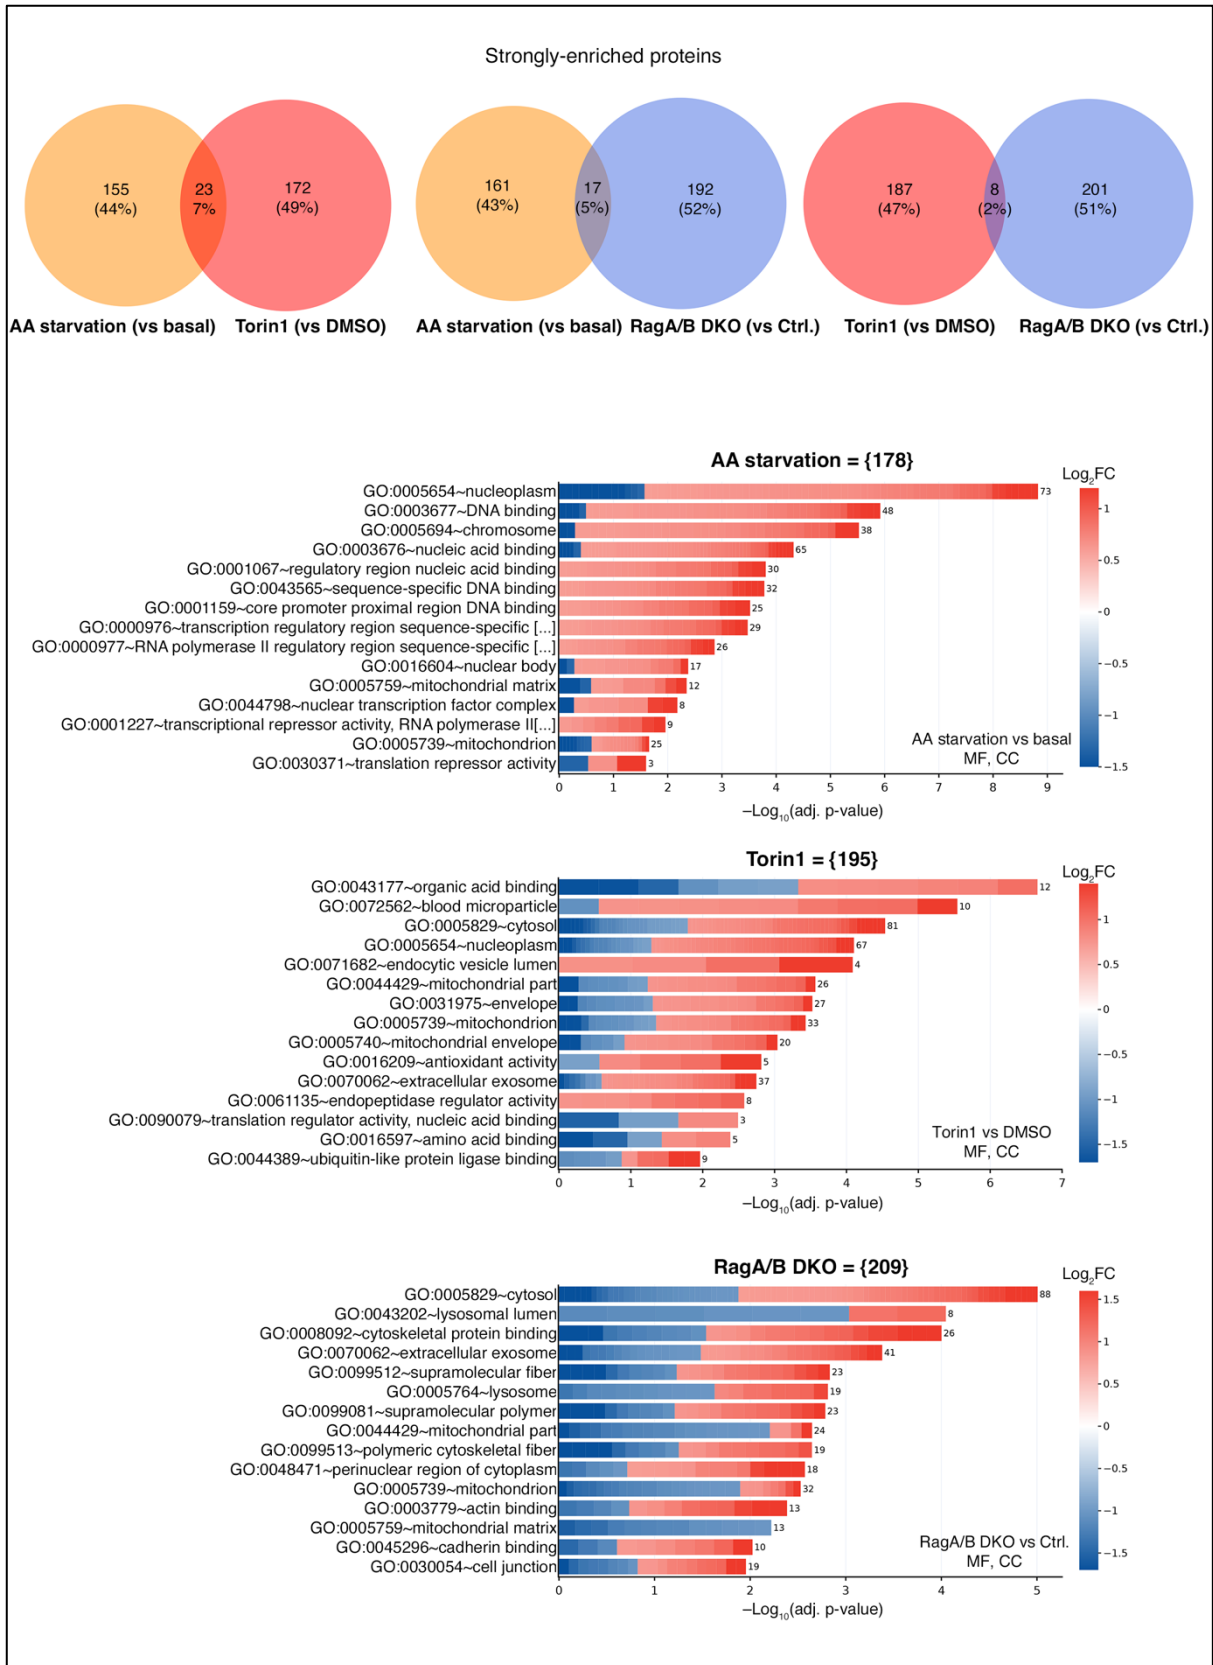 Strongly-enriched proteins
155 23 172
(44%) 7% (49%)
161 17 192
(43%) (5%) (52%)
187 8 201
(47%) (2%) (51%)
AA starvation (vs basal) Torin1 (vs DMSO)
AA starvation (vs basal) RagA/B DKO (vs Ctrl.)
Torin1 (vs DMSO) RagA/B DKO (vs Ctrl.)
AA starvation = {178}
Log2FC
GO:0005654~nucleoplasm 73
GO:0003677~DNA binding 48
GO:0005694~chromosome 38
GO:0003676~nucleic acid binding 65
GO:0001067~regulatory region nucleic acid binding 30
GO:0043565~sequence-specific DNA binding 32
GO:0001159~core promoter proximal region DNA binding 25
GO:0000976~transcription regulatory region sequence-specific [...] 29
GO:0000977~RNA polymerase II regulatory region sequence-specific [...] 26
GO:0016604~nuclear body 17
GO:0005759~mitochondrial matrix 12
GO:0044798~nuclear transcription factor complex 8
GO:0001227~transcriptional repressor activity, RNA polymerase II[...] 9
GO:0005739~mitochondrion 25
GO:0030371~translation repressor activity 3
1
0.5
0
−0.5
−1
−1.5
AA starvation vs basal
MF, CC
0 1 2 3 4 5 6 7 8 9
−Log10(adj. p-value)
Torin1 = {195}
Log2FC
GO:0043177~organic acid binding 12
GO:0072562~blood microparticle 10
GO:0005829~cytosol 81
GO:0005654~nucleoplasm 67
GO:0071682~endocytic vesicle lumen 4
GO:0044429~mitochondrial part 26
GO:0031975~envelope 27
GO:0005739~mitochondrion 33
GO:0005740~mitochondrial envelope 20
GO:0016209~antioxidant activity 5
GO:0070062~extracellular exosome 37
GO:0061135~endopeptidase regulator activity 8
GO:0090079~translation regulator activity, nucleic acid binding 3
GO:0016597~amino acid binding 5
GO:0044389~ubiquitin-like protein ligase binding 9
1
0.5
0
−0.5
−1
−1.5
Torin1 vs DMSO
MF, CC
0 1 2 3 4 5 6 7
−Log10(adj. p-value)
RagA/B DKO = {209}
Log2FC
GO:0005829~cytosol 88
GO:0043202~lysosomal lumen 8
GO:0008092~cytoskeletal protein binding 26
GO:0070062~extracellular exosome 41
GO:0099512~supramolecular fiber 23
GO:0005764~lysosome 19
GO:0099081~supramolecular polymer 23
GO:0044429~mitochondrial part 24
GO:0099513~polymeric cytoskeletal fiber 19
GO:0048471~perinuclear region of cytoplasm 18
GO:0005739~mitochondrion 32
GO:0003779~actin binding 13
GO:0005759~mitochondrial matrix 13
GO:0045296~cadherin binding 10
GO:0030054~cell junction 19
1.5
1
0.5
0
−0.5
−1
−1.5
RagA/B DKO vs Ctrl.
MF, CC
0 1 2 3 4 5
−Log10(adj. p-value)